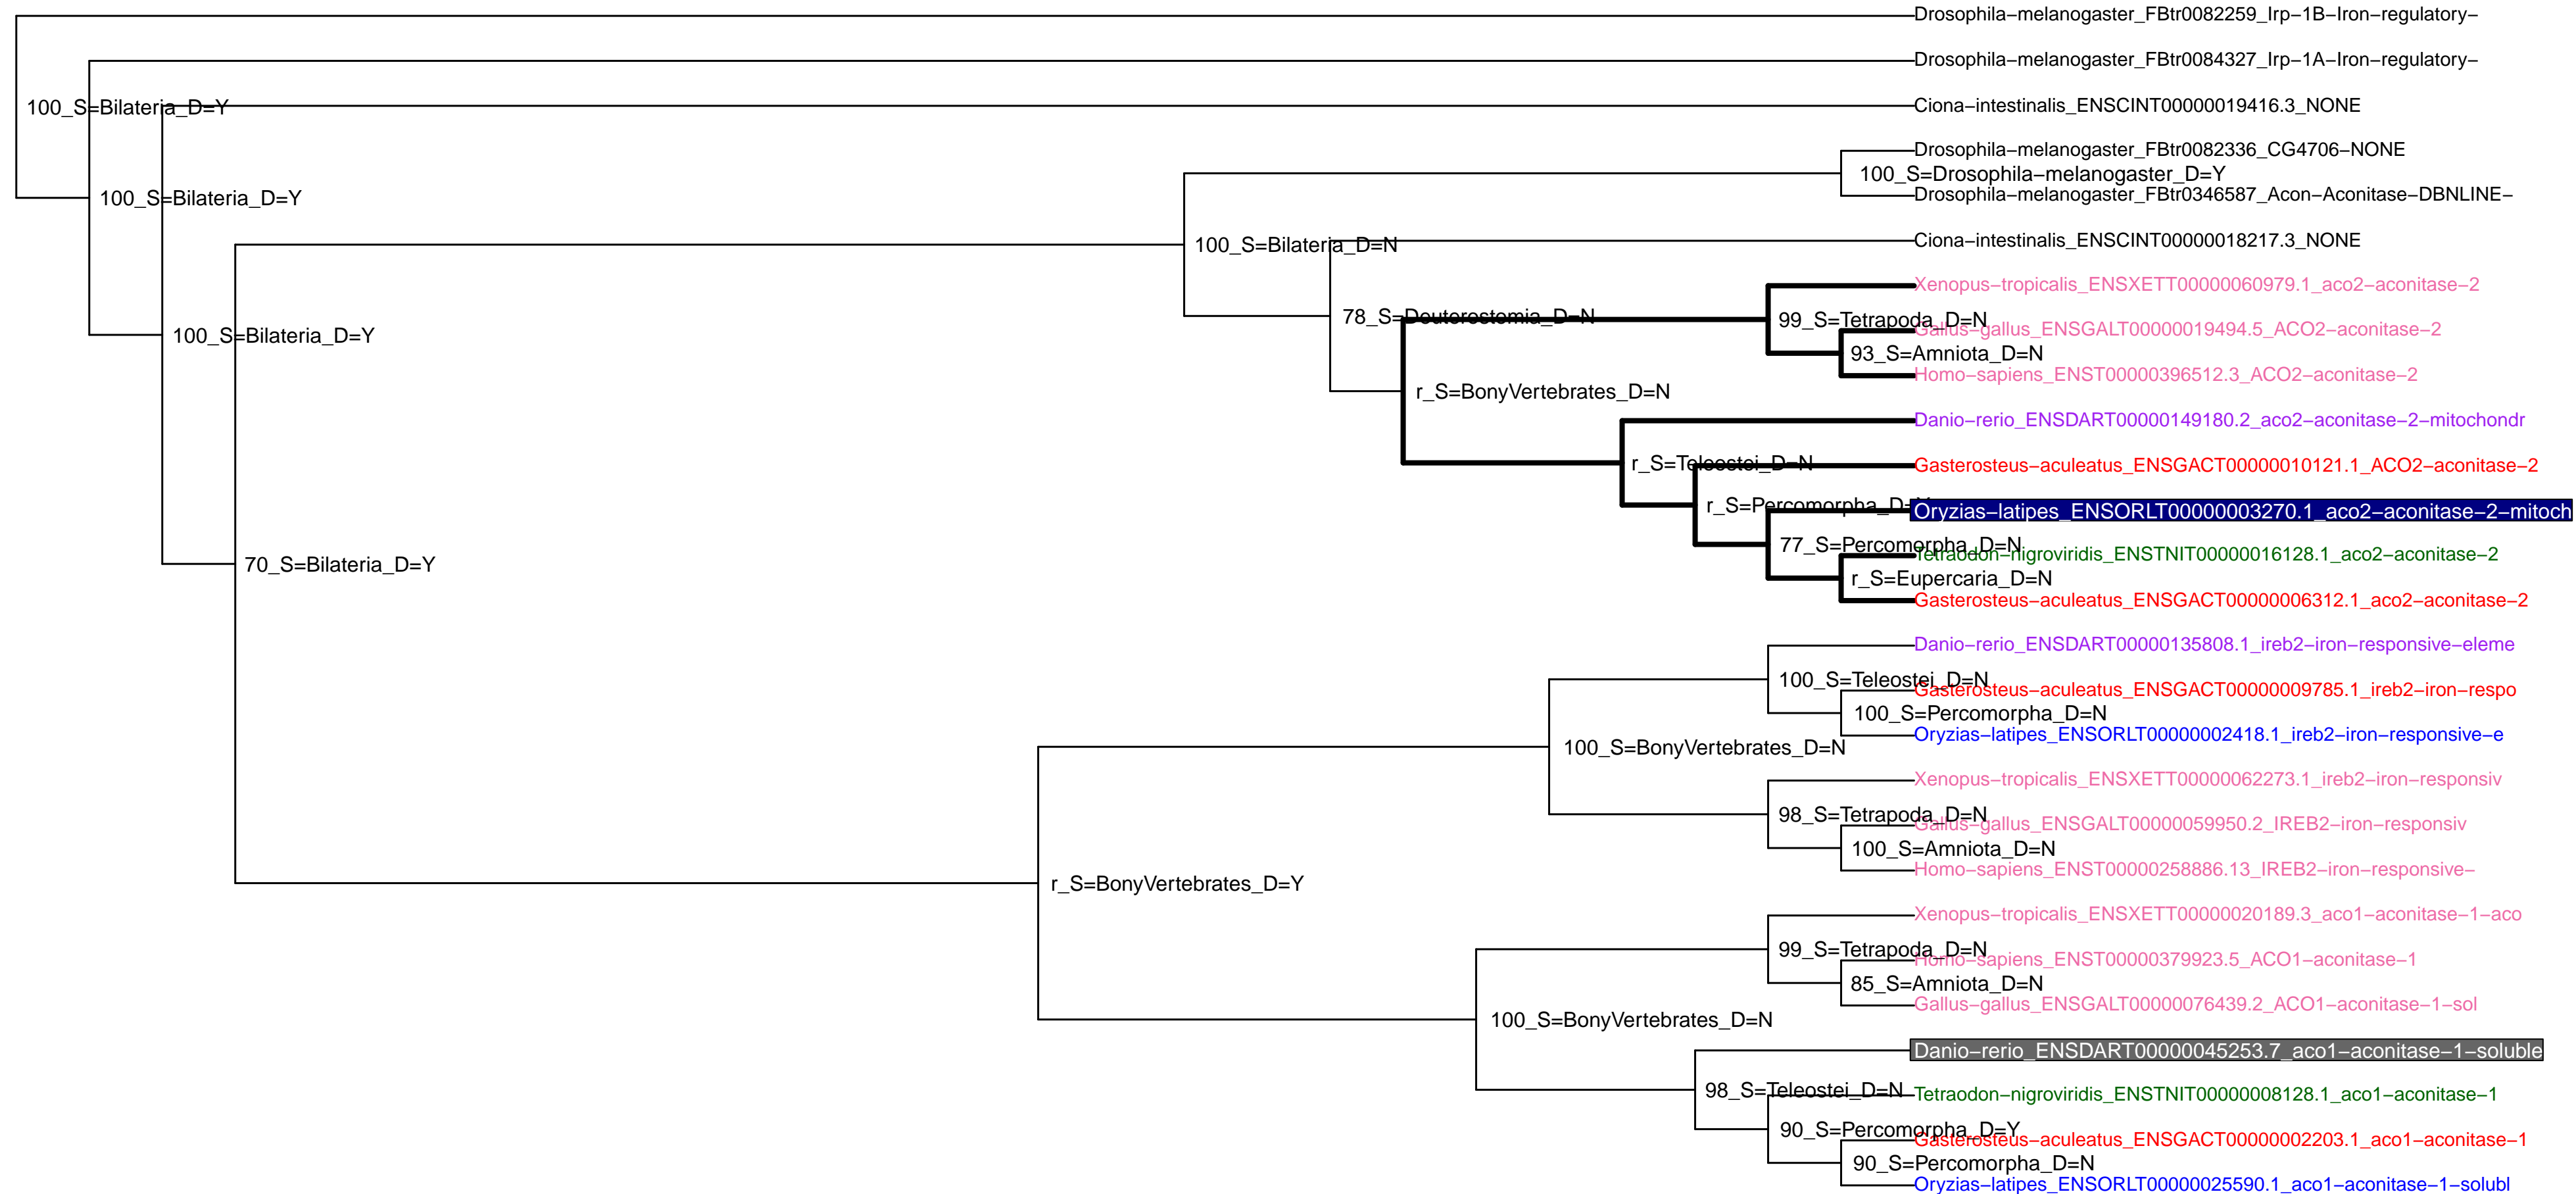 Drosophila−melanogaster_FBtr0082259_Irp−1B−Iron−regulatory−
Drosophila−melanogaster_FBtr0084327_Irp−1A−Iron−regulatory−
100_S=Bilateria_D=Y
Ciona−intestinalis_ENSCINT00000019416.3_NONE
Drosophila−melanogaster_FBtr0082336_CG4706−NONE
100_S=Drosophila−melanogaster_D=Y
Drosophila−melanogaster_FBtr0346587_Acon−Aconitase−DBNLINE−
100_S=Bilateria_D=Y
100_S=Bilateria_D=N
Ciona−intestinalis_ENSCINT00000018217.3_NONE
Xenopus−tropicalis_ENSXETT00000060979.1_aco2−aconitase−2
78_S=Deuterostomia_D=N
99_S=Tetrapoda_D=N
Gallus−gallus_ENSGALT00000019494.5_ACO2−aconitase−2
100_S=Bilateria_D=Y
93_S=Amniota_D=N
Homo−sapiens_ENST00000396512.3_ACO2−aconitase−2
r_S=BonyVertebrates_D=N
Danio−rerio_ENSDART00000149180.2_aco2−aconitase−2−mitochondr
r_S=Teleostei_D=N
Gasterosteus−aculeatus_ENSGACT00000010121.1_ACO2−aconitase−2
r_S=Percomorpha_D=Y
Oryzias−latipes_ENSORLT00000003270.1_aco2−aconitase−2−mitoch
77_S=Percomorpha_D=N
Tetraodon−nigroviridis_ENSTNIT00000016128.1_aco2−aconitase−2
70_S=Bilateria_D=Y
r_S=Eupercaria_D=N
Gasterosteus−aculeatus_ENSGACT00000006312.1_aco2−aconitase−2
Danio−rerio_ENSDART00000135808.1_ireb2−iron−responsive−eleme
100_S=Teleostei_D=N
Gasterosteus−aculeatus_ENSGACT00000009785.1_ireb2−iron−respo
100_S=Percomorpha_D=N
Oryzias−latipes_ENSORLT00000002418.1_ireb2−iron−responsive−e
100_S=BonyVertebrates_D=N
Xenopus−tropicalis_ENSXETT00000062273.1_ireb2−iron−responsiv
98_S=Tetrapoda_D=N
Gallus−gallus_ENSGALT00000059950.2_IREB2−iron−responsiv
100_S=Amniota_D=N
Homo−sapiens_ENST00000258886.13_IREB2−iron−responsive−
r_S=BonyVertebrates_D=Y
Xenopus−tropicalis_ENSXETT00000020189.3_aco1−aconitase−1−aco
99_S=Tetrapoda_D=N
Homo−sapiens_ENST00000379923.5_ACO1−aconitase−1
85_S=Amniota_D=N
Gallus−gallus_ENSGALT00000076439.2_ACO1−aconitase−1−sol
100_S=BonyVertebrates_D=N
Danio−rerio_ENSDART00000045253.7_aco1−aconitase−1−soluble
98_S=Teleostei_D=N
Tetraodon−nigroviridis_ENSTNIT00000008128.1_aco1−aconitase−1
90_S=Percomorpha_D=Y
Gasterosteus−aculeatus_ENSGACT00000002203.1_aco1−aconitase−1
90_S=Percomorpha_D=N
Oryzias−latipes_ENSORLT00000025590.1_aco1−aconitase−1−solubl